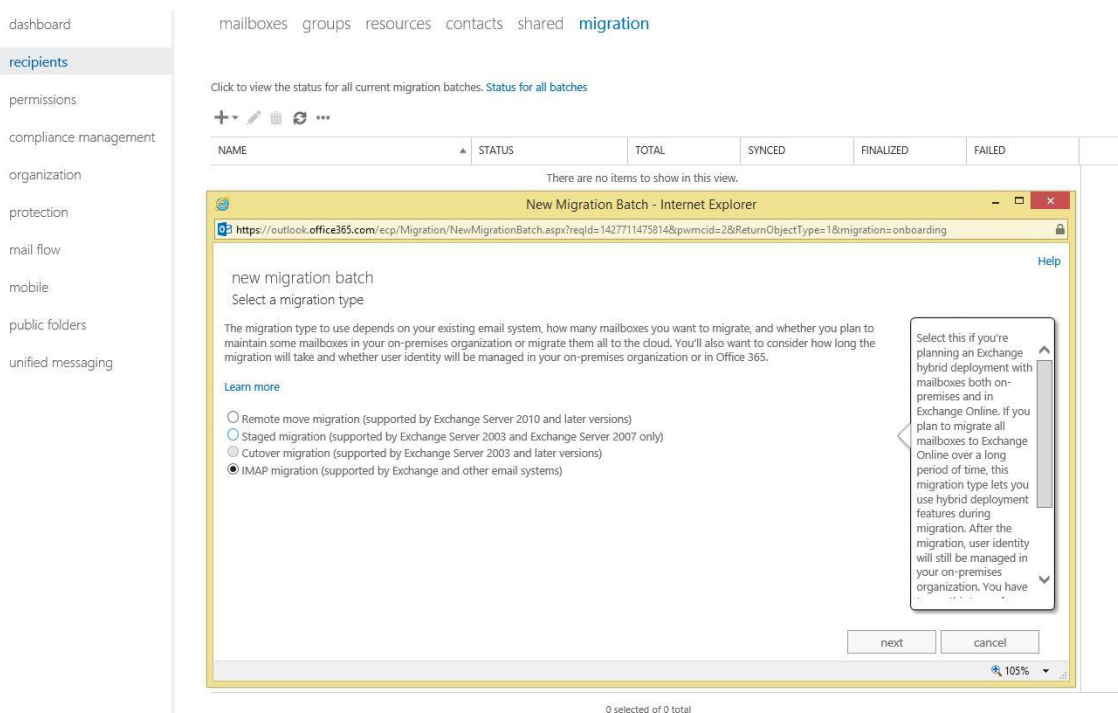 dashboard
recipients
permissions
compliance management
organization
protection
mail flow
mobile
public folders
unified messaging
mailboxes groups resources contacts shared migration
Click to view the status for all current migration batches. Status for all batches
NAME STATUS TOTAL SYNCED FINALIZED FAILED
There are no items to show in this view.
New Migration Batch - Internet Explorer
https://outlook.office365.com/ecp/Migration/NewMigrationBatch.aspx?reqId=1427711475814&pwmcid=2&ReturnObjectType=1&migration=onboarding
Help
new migration batch
Select a migration type
The migration type to use depends on your existing email system, how many mailboxes you want to migrate, and whether you plan to
maintain some mailboxes in your on-premises organization or migrate them all to the cloud. You'll also want to consider how long the
migration will take and whether user identity will be managed in your on-premises organization or in Office 365.
Learn more
Remote move migration (supported by Exchange Server 2010 and later versions)
Staged migration (supported by Exchange Server 2003 and Exchange Server 2007 only)
Cutover migration (supported by Exchange Server 2003 and later versions)
IMAP migration (supported by Exchange and other email systems)
Select this if you're
planning an Exchange
hybrid deployment with
mailboxes both on-
premises and in
Exchange Online. If you
plan to migrate all
mailboxes to Exchange
Online over a long
period of time, this
migration type lets you
use hybrid deployment
features during
migration. After the
migration, user identity
will still be managed in
your on-premises
organization. You have
next cancel
105%
0 selected of 0 total